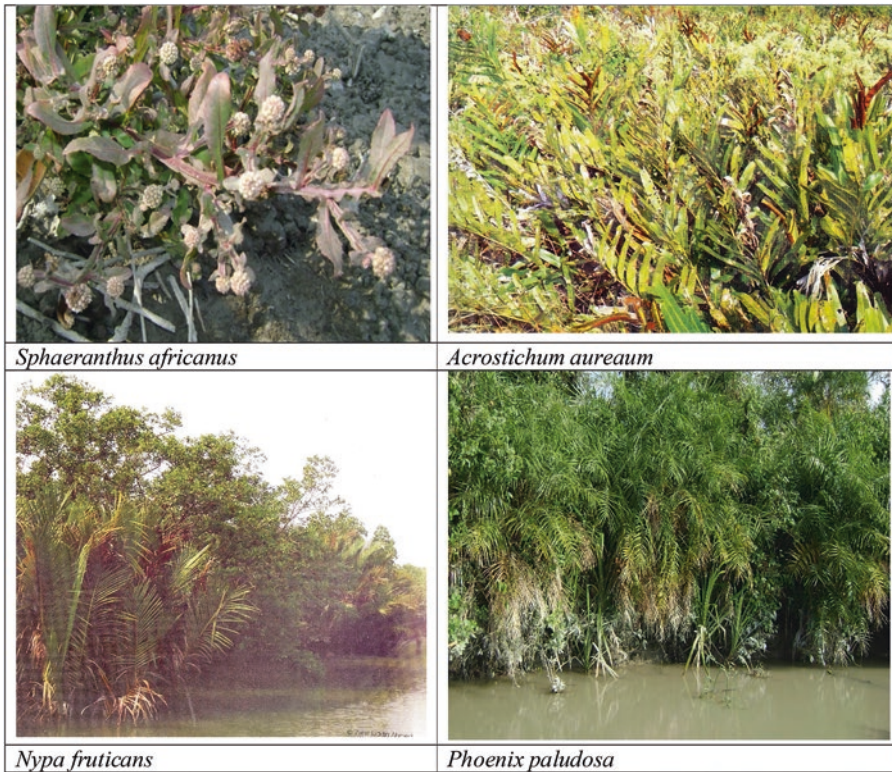 Sphaeranthus africanus
Acrostichum aureaum
Nypa fruticans
Phoenix paludosa